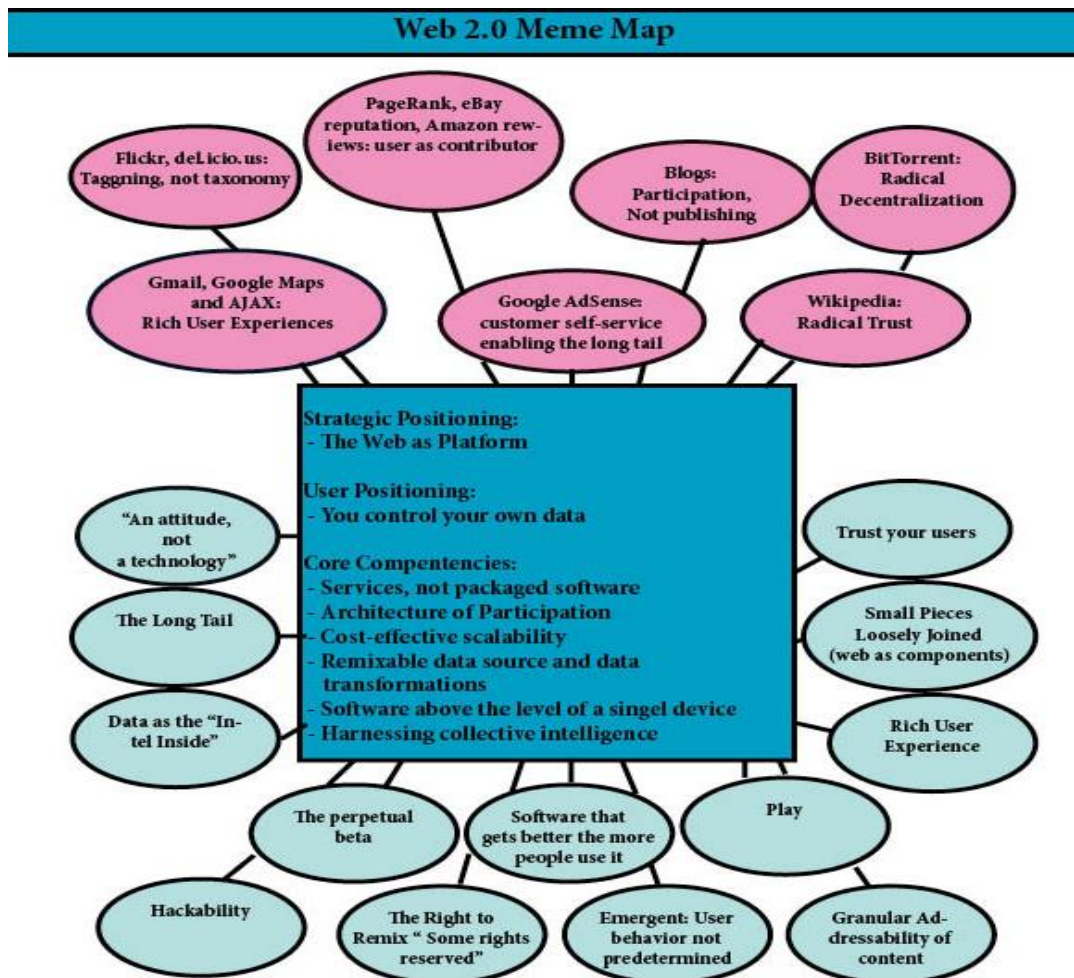 Web 2.0 Meme Map
PageRank, eBay
reputation, Amazon rew-
iews: user as contributor
Flickr, del.icio.us:
Taggning, not taxonomy
Blogs:
Participation,
Not publishing
BitTorrent:
Radical
Decentralization
Gmail, Google Maps
and AJAX:
Rich User Experiences
Google AdSense:
customer self-service
enabling the long tail
Wikipedia:
Radical Trust
Strategic Positioning:
- The Web as Platform
User Positioning:
- You control your own data
Core Compentencies:
- Services, not packaged software
- Architecture of Participation
- Cost-effective scalability
- Remixable data source and data
transformations
- Software above the level of a singel device
- Harnessing collective intelligence
“An attitude,
not
a technology”
The Long Tail
Data as the “In-
tel Inside”
Trust your users
Small Pieces
Loosely Joined
(web as components)
Rich User
Experience
The perpetual
beta
Software that
gets better the more
people use it
Play
Hackability
The Right to
Remix “ Some rights
reserved”
Emergent: User
behavior not
predetermined
Granular Ad-
dressability of
content